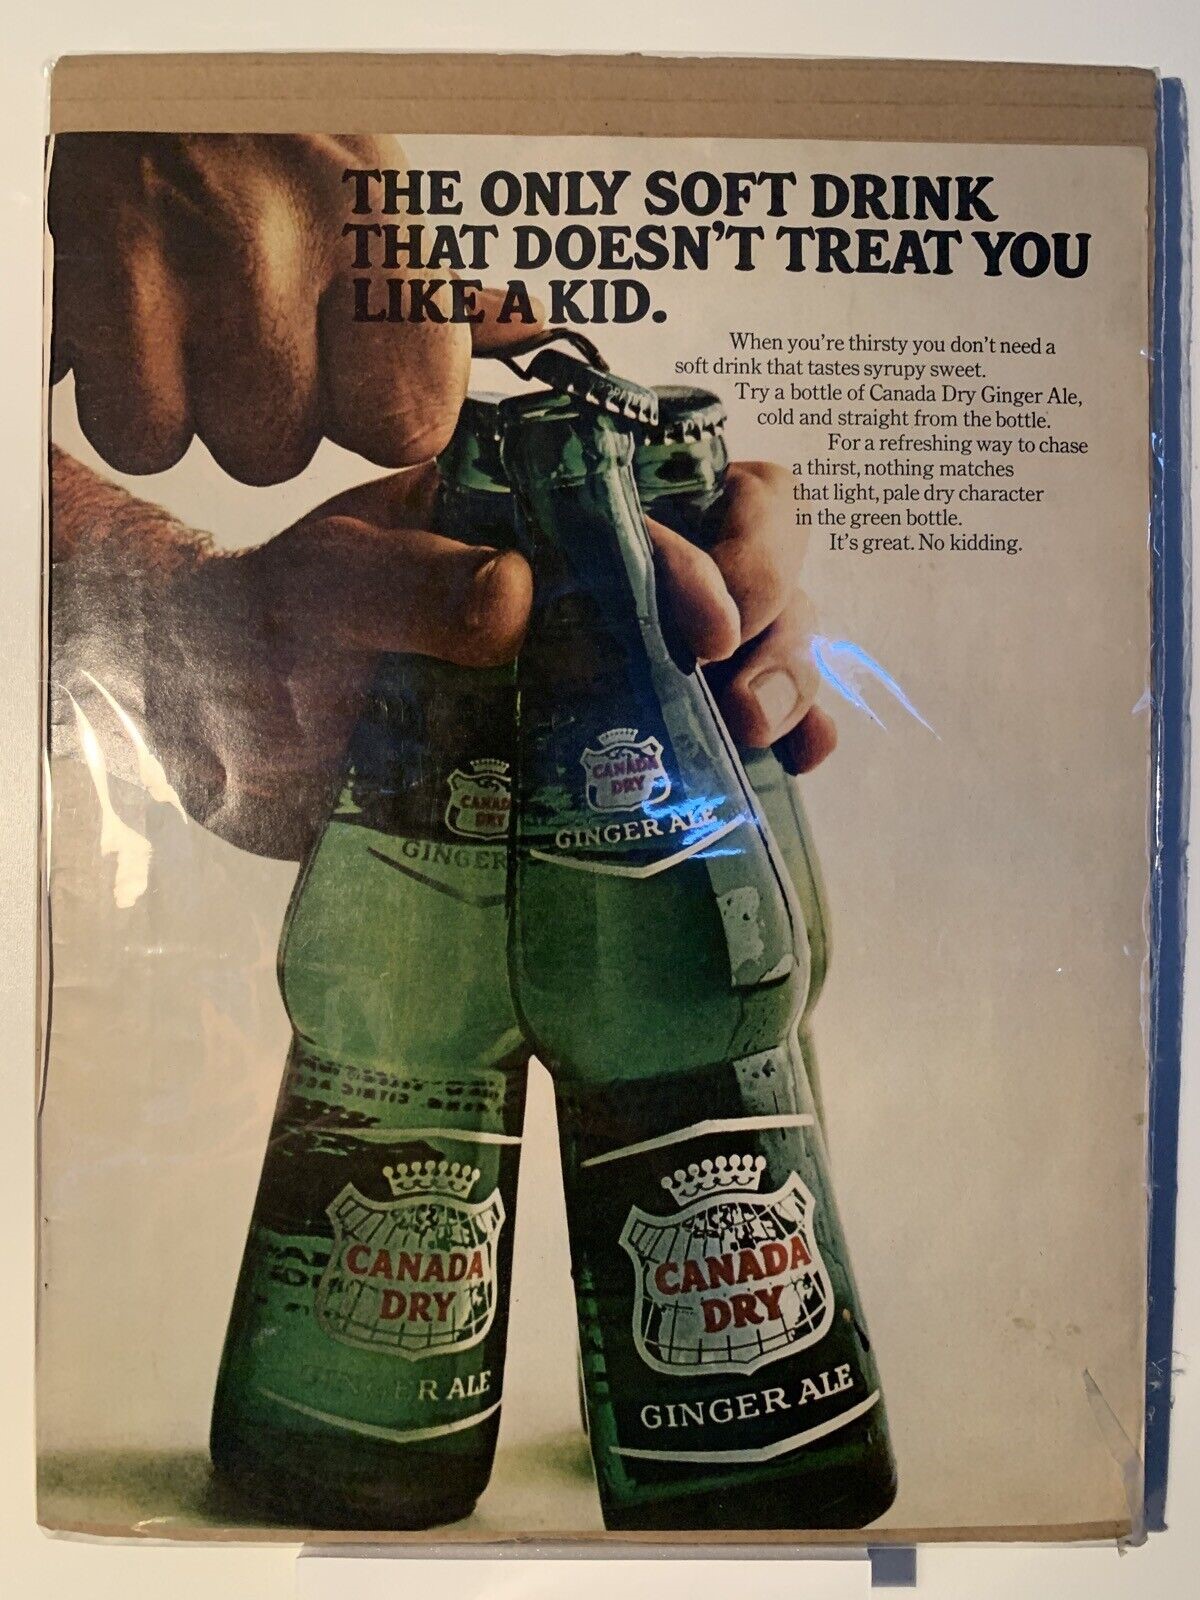 THE ONLY SOFT DRINK
THAT DOESN'T TREAT YOU
LIKE A KID.
When you're thirsty you don't need a
soft drink that tastes syrupy sweet.
Try a bottle of Canada Dry Ginger Ale,
cold and straight from the bottle.
For a refreshing way to chase
a thirst, nothing matches
that light, pale dry character
in the green bottle.
It's great. No kidding.
CANADA
DRY
GINGER
CANADA
DRY
GINGER ALE
CANADA
DRY
GINGER ALE
CANADA
DRY
GINGER ALE